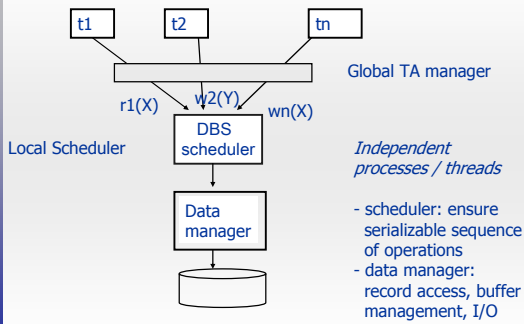 t1
t2
tn
Global TA manager
r1(X)
w2(Y)
wn(X)
Local Scheduler
DBS
scheduler
Independent
processes / threads
Data
manager
- scheduler: ensure
serializable sequence
of operations
- data manager:
record access, buffer
management, I/O